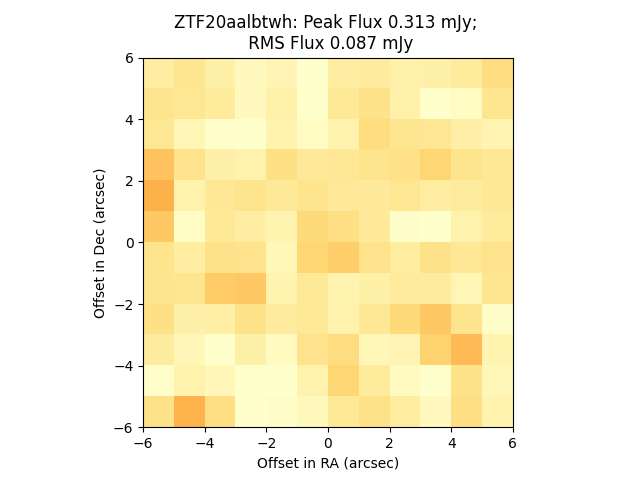 ZTF20aalbtwh: Peak Flux 0.313 mJy;
RMS Flux 0.087 mJy
6
4
2
0
−2
−4
−6
Offset in Dec (arcsec)
−6 −4 −2 0 2 4 6
Offset in RA (arcsec)